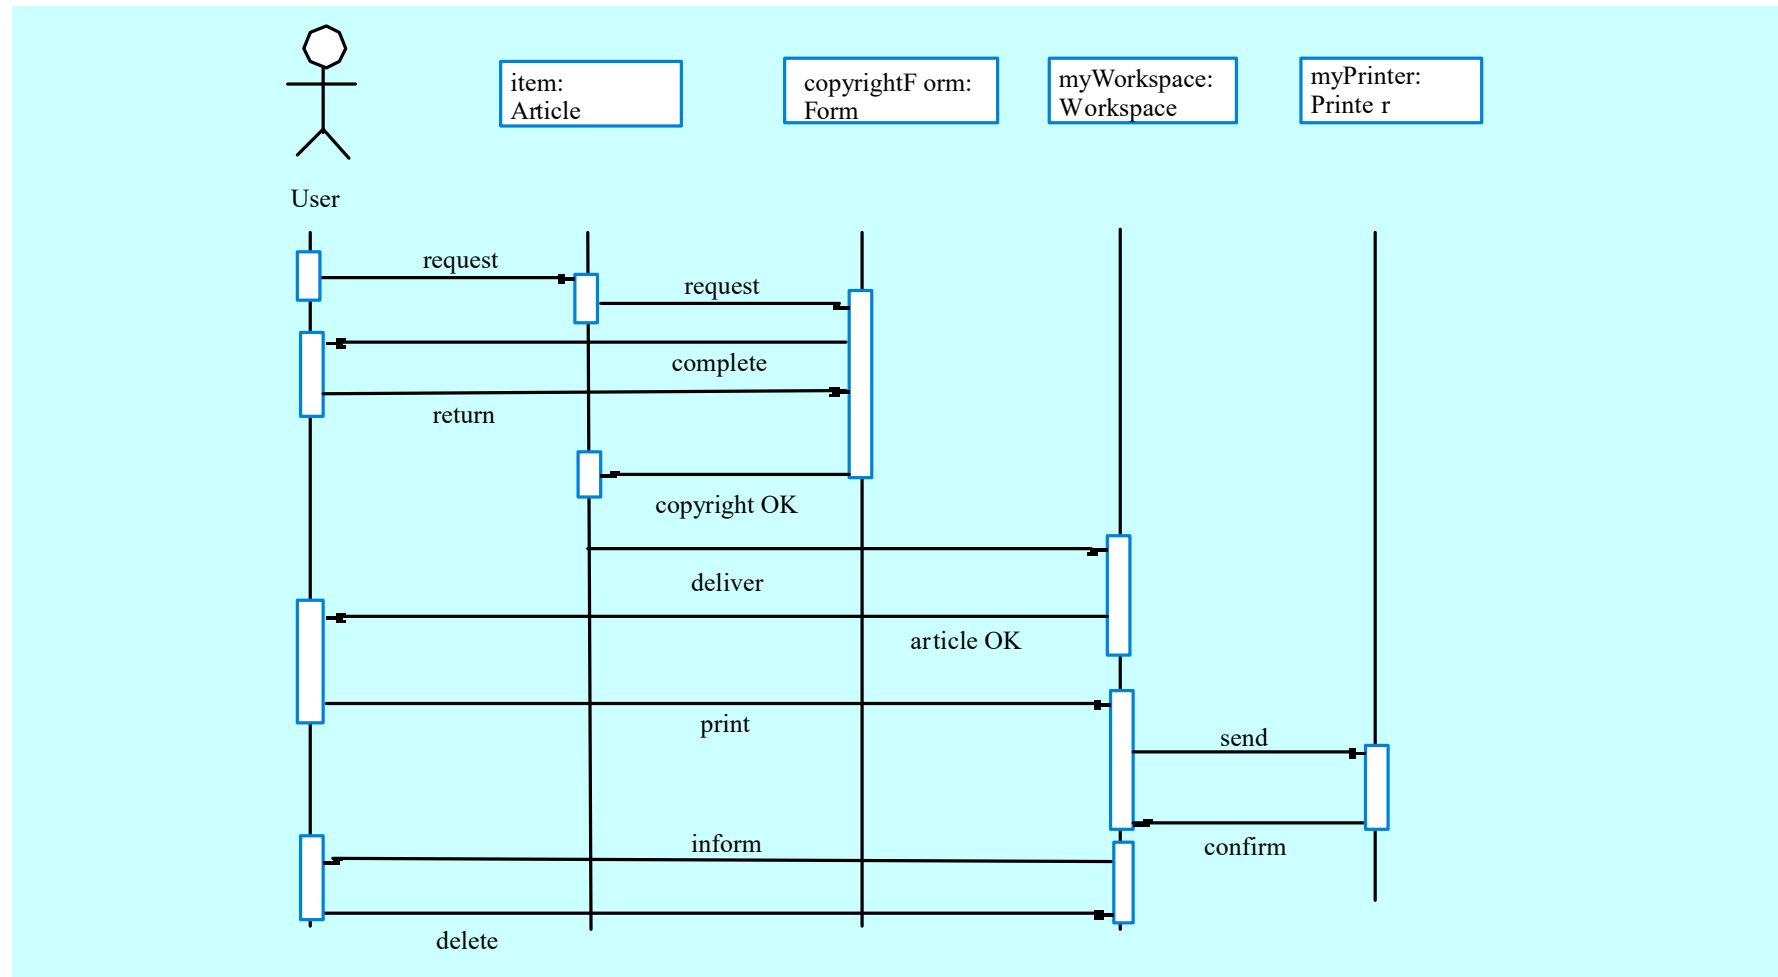 item:
Article
copyrightF orm:
Form
myWorkspace:
Workspace
myPrinter:
Printe r
User
request
request
complete
return
copyright OK
deliver
article OK
print
send
inform
confirm
delete